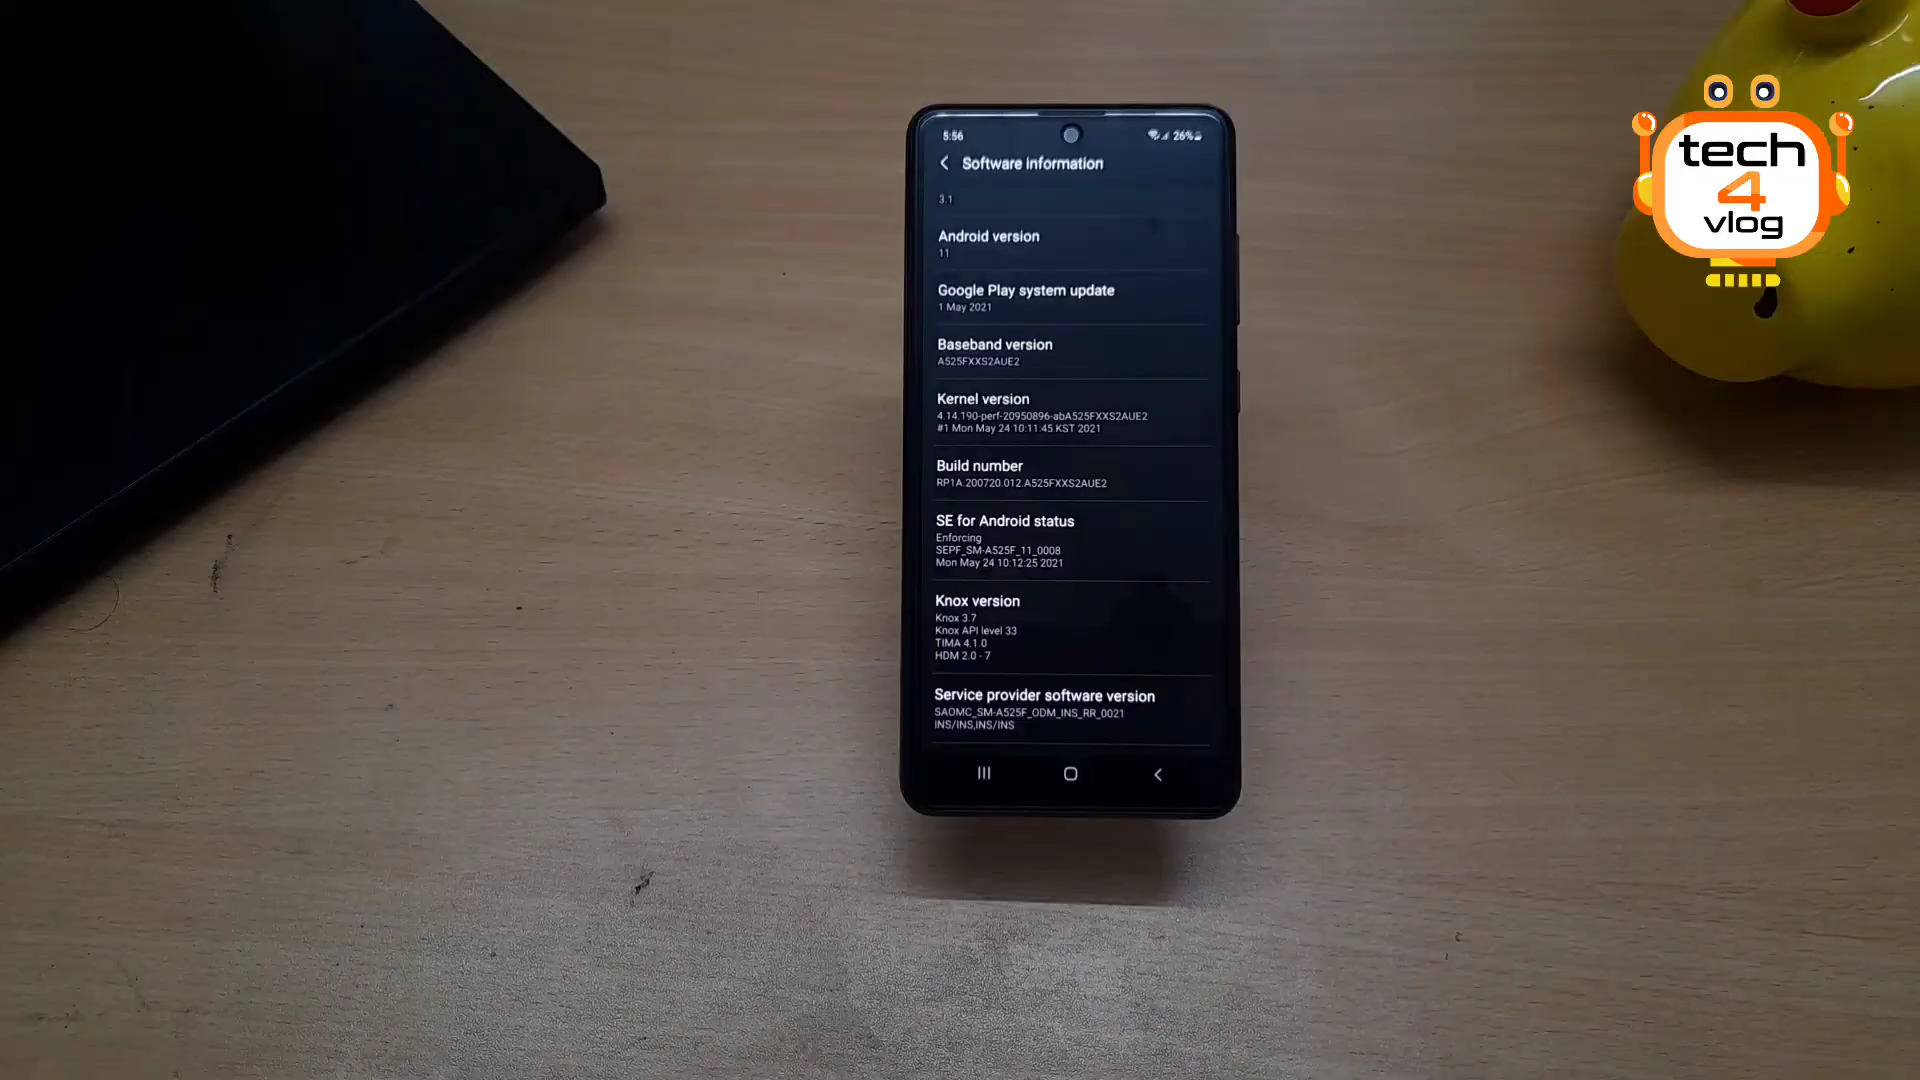 5:56
26%
Software information
3.1
Android version
11
Google Play system update
1 May 2021
Baseband version
A525FXXS2AUE2
Kernel version
4.14.190-perf-20950896-abA525FXXS2AUE2
#1 Mon May 24 10:11:45 KST 2021
Build number
RP1A.200720.012.A525FXXS2AUE2
SE for Android status
Enforcing
SEPF_SM-A525F_11_0008
Mon May 24 10:12:25 2021
Knox version
Knox 3.7
Knox API level 33
TIMA 4.1.0
HDM 2.0 - 7
Service provider software version
SAOMC_SM-A525F_ODM_INS_RR_0021
INS/INS,INS/INS
tech
4
vlog